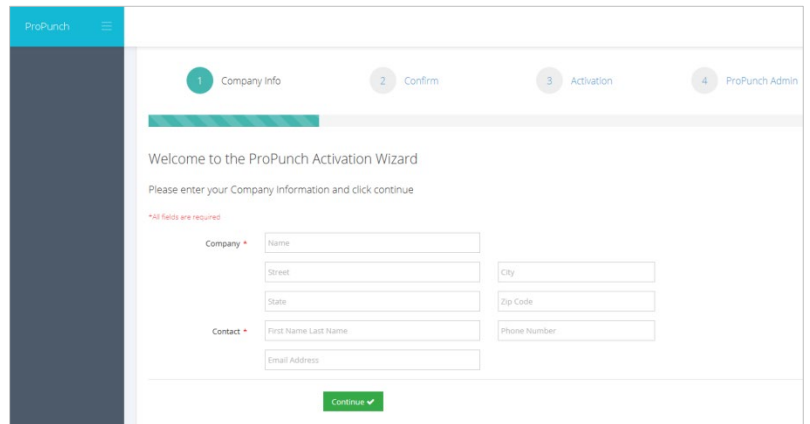 ProPunch
1 Company Info 2 Confirm 3 Activation 4 ProPunch Admin
Welcome to the ProPunch Activation Wizard
Please enter your Company Information and click continue
*All fields are required
Company * Name
Street City
State Zip Code
Contact * First Name Last Name Phone Number
Email Address
Continue ✔